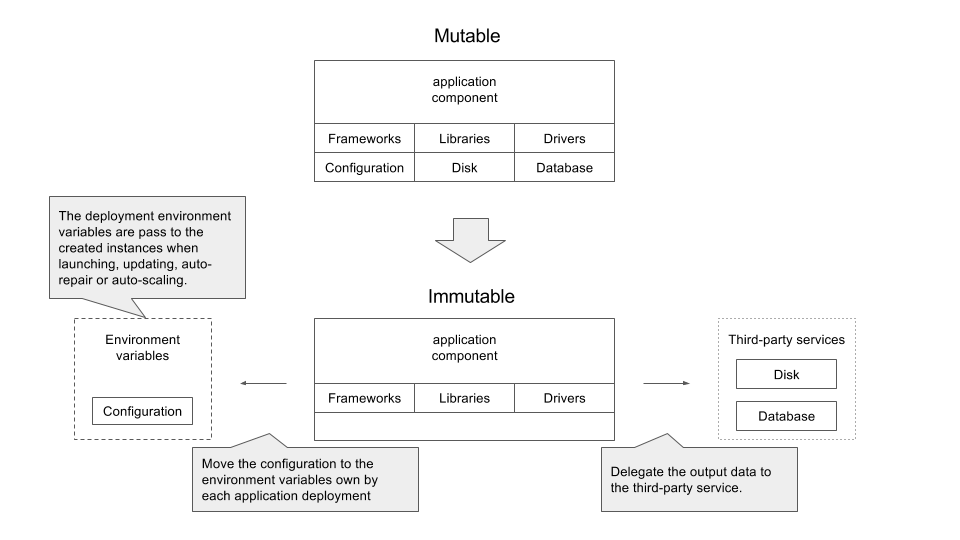 Mutable
application
component
Frameworks
Libraries
Drivers
Configuration
Disk
Database
The deployment environment
variables are pass to the
created instances when
launching, updating, auto-
repair or auto-scaling.
Immutable
Environment
variables
Configuration
application
component
Frameworks
Libraries
Drivers
Third-party services
Disk
Database
Move the configuration to the
environment variables own by
each application deployment
Delegate the output data to
the third-party service.